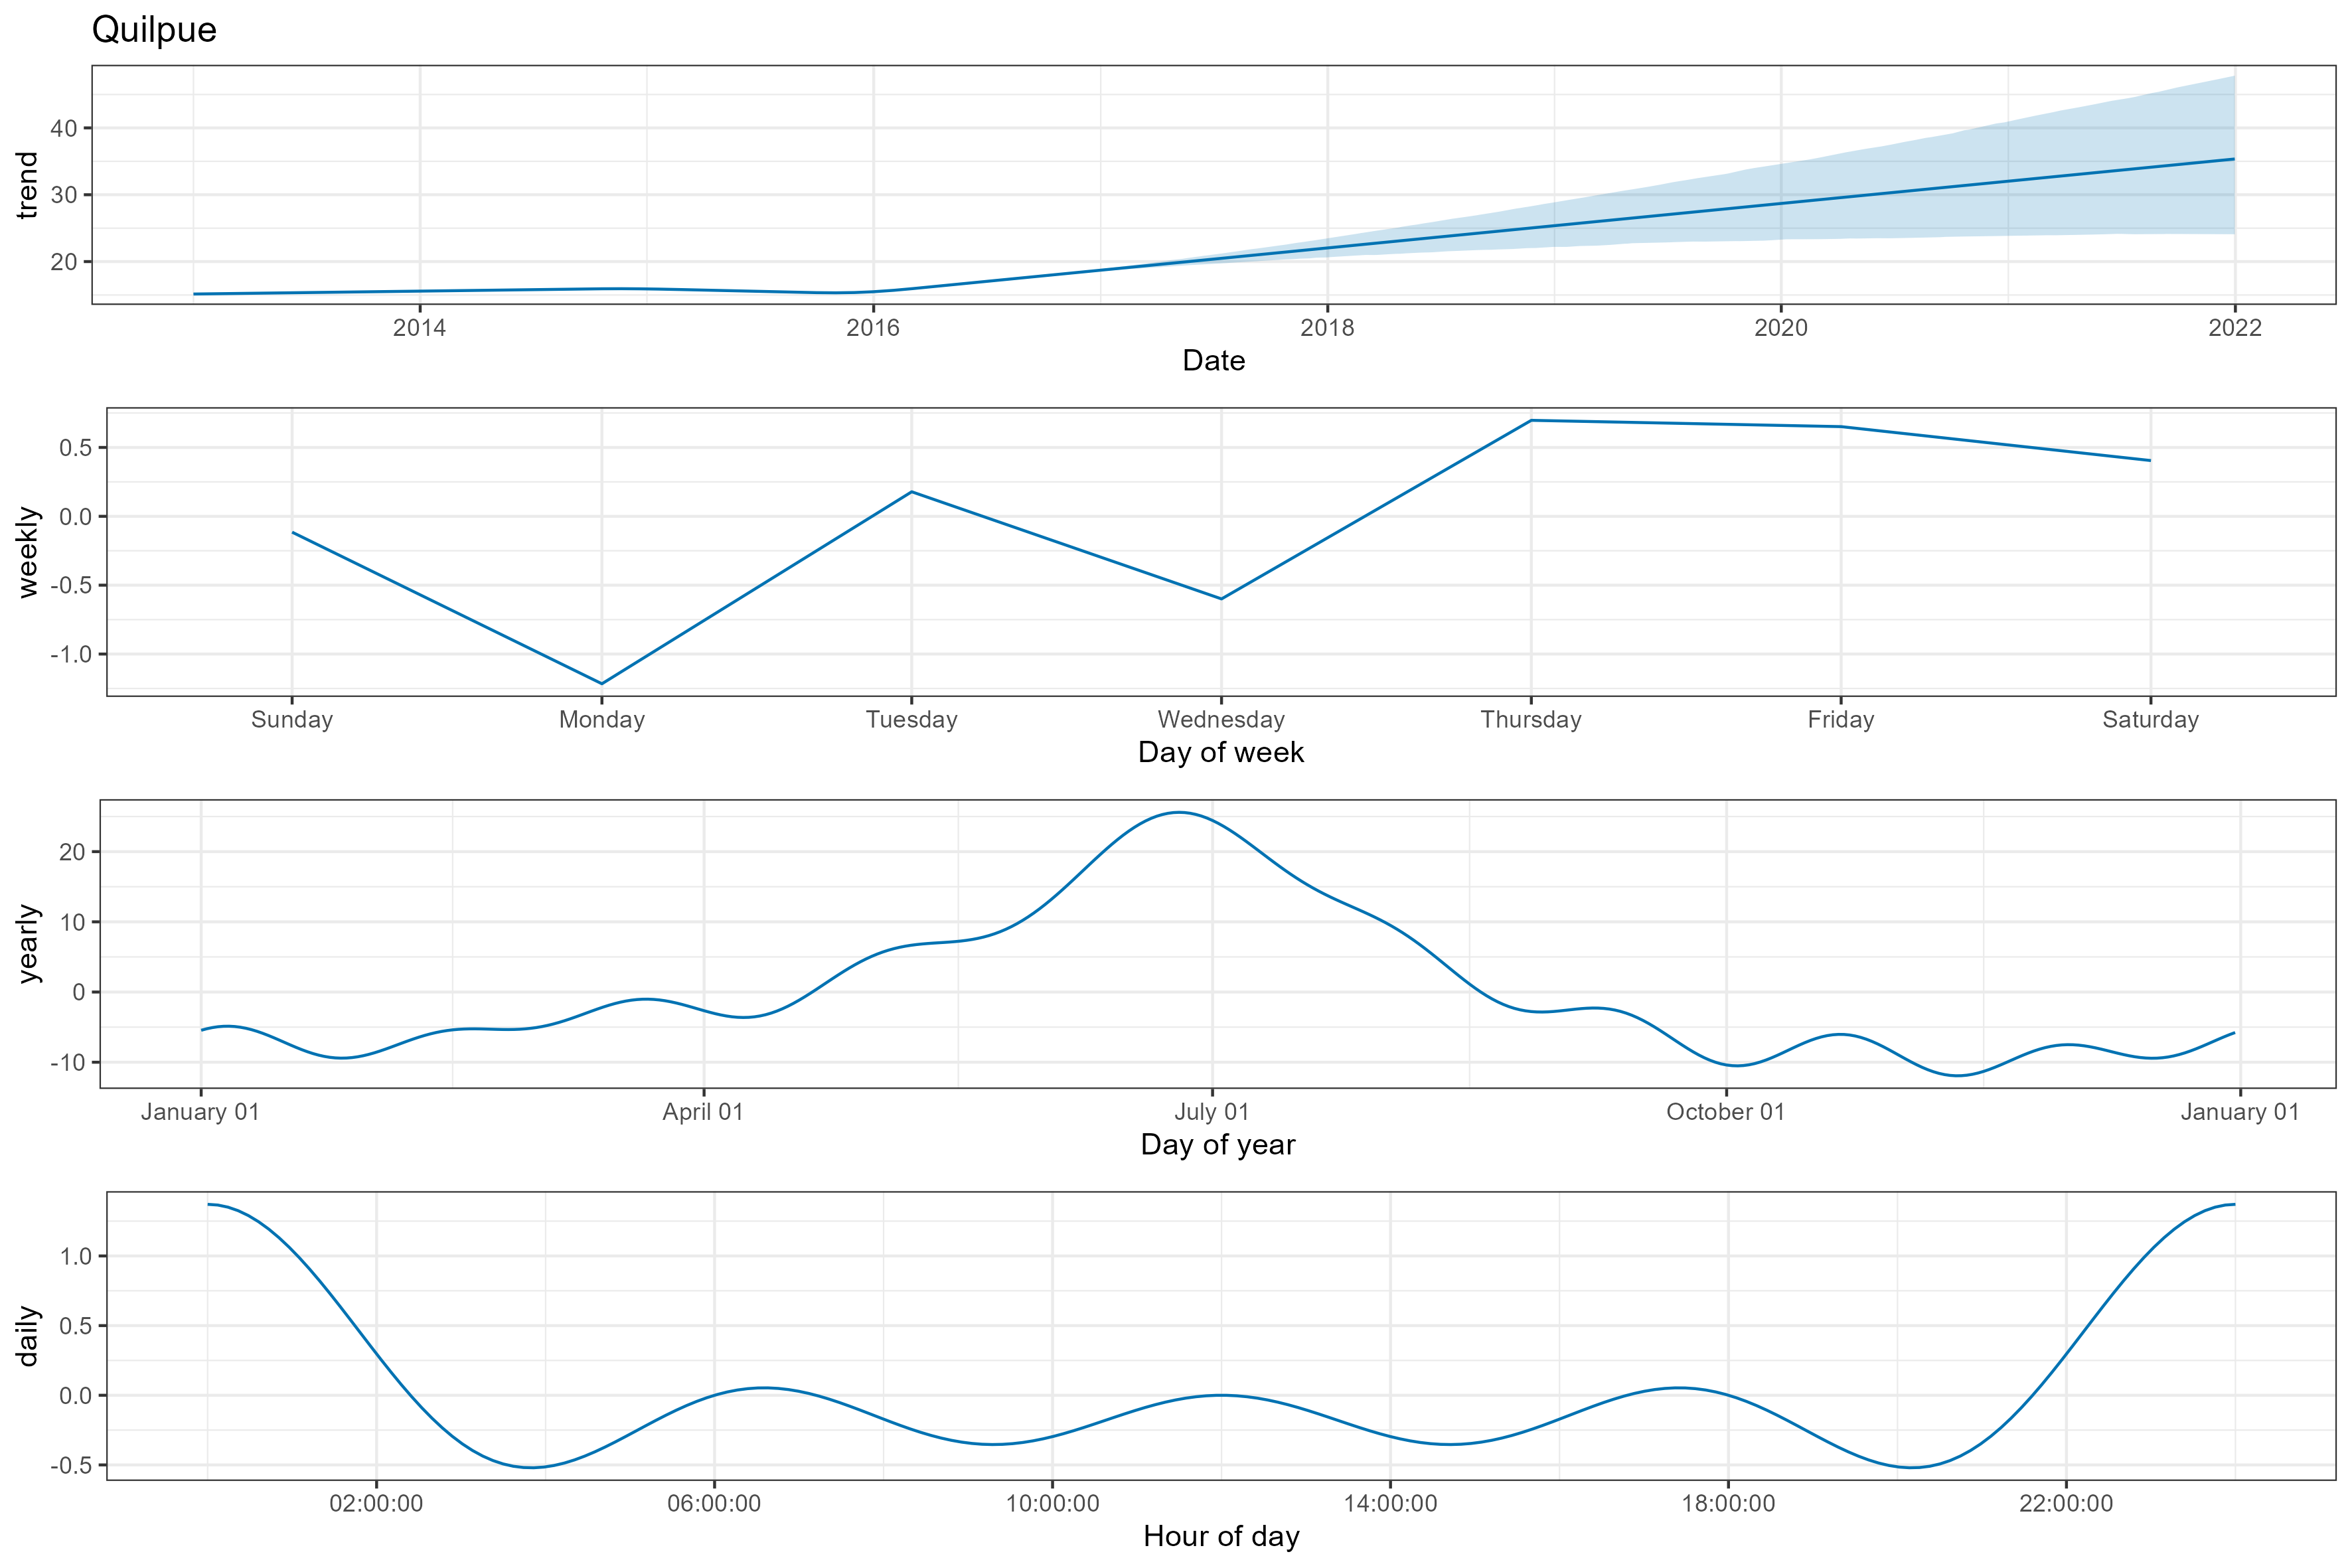 Quilpue
trend
40
30
20
2014 2016 2018 2020 2022
Date
weekly
0.5
0.0
-0.5
-1.0
Sunday Monday Tuesday Wednesday Thursday Friday Saturday
Day of week
yearly
20
10
0
-10
January 01 April 01 July 01 October 01 January 01
Day of year
daily
1.0
0.5
0.0
-0.5
02:00:00 06:00:00 10:00:00 14:00:00 18:00:00 22:00:00
Hour of day